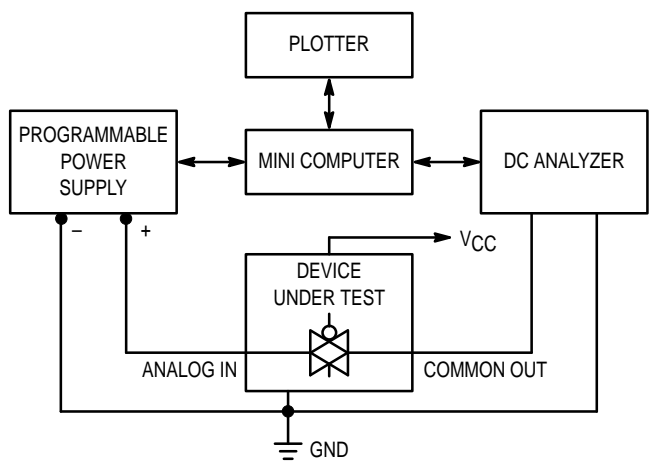 PLOTTER
PROGRAMMABLE
POWER
SUPPLY
MINI COMPUTER
DC ANALYZER
– +
VCC
DEVICE
UNDER TEST
ANALOG IN
COMMON OUT
GND